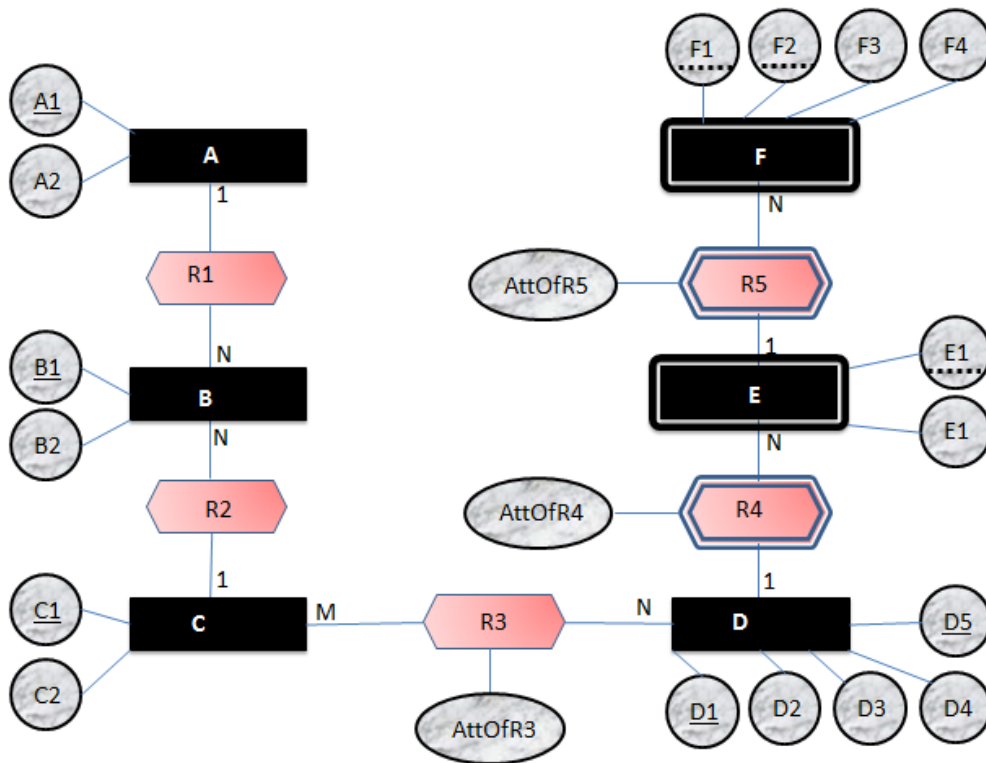 F1 F2 F3 F4
A1
A
F
A2
1
N
R1
AttOfR5
R5
N
1
B1
B
E
E1
B2
N
N
E1
R2
AttOfR4
R4
1
1
C1
C
M
R3
N
D
D5
C2
AttOfR3
D1 D2 D3 D4